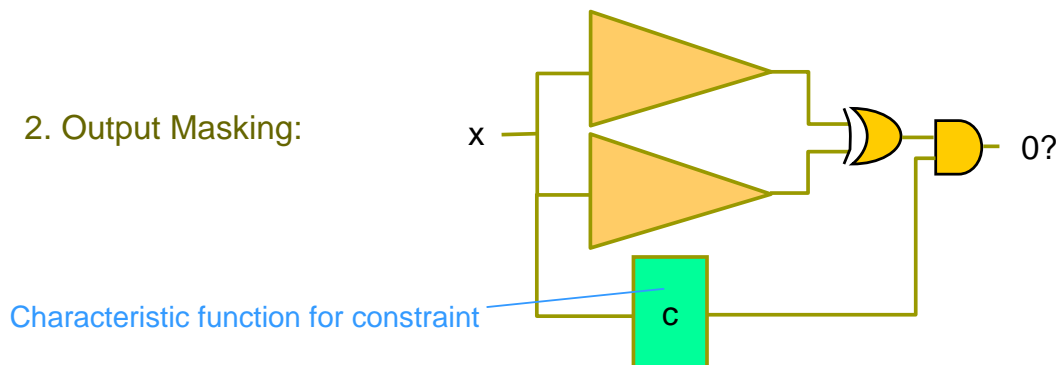 2. Output Masking:
x
0?
Characteristic function for constraint
c